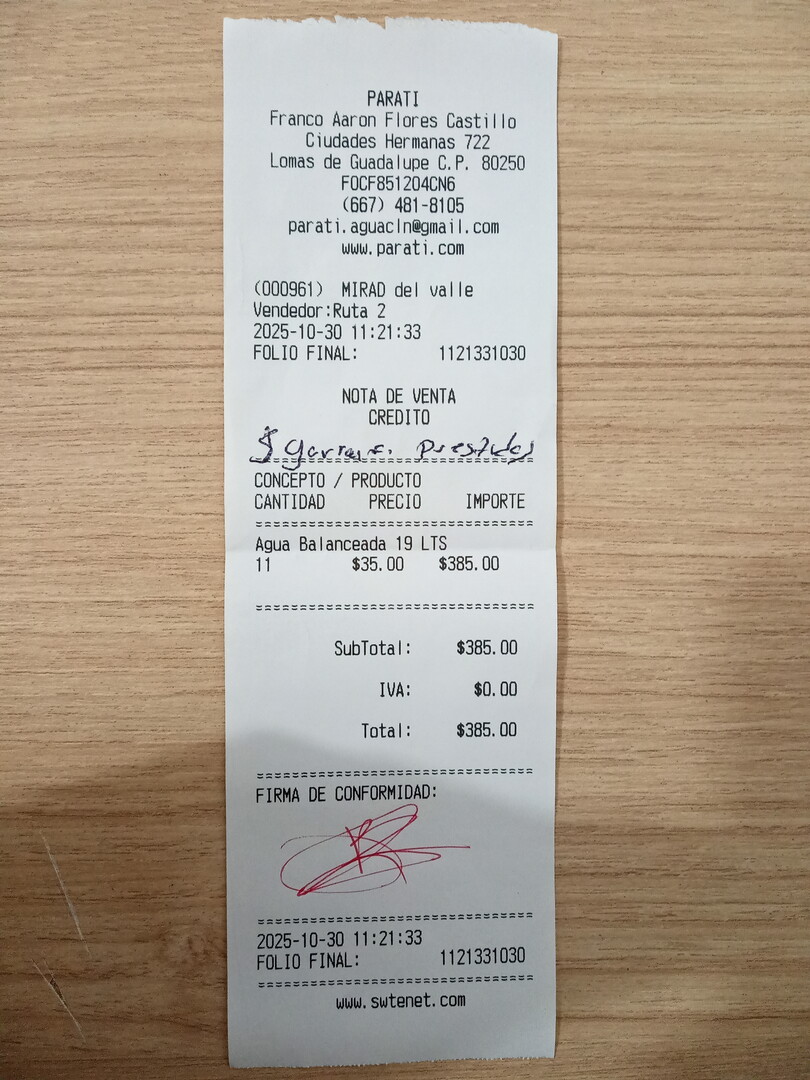 PARATI
Franco Aaron Flores Castillo
Ciudades Hermanas 722
Lomas de Guadalupe C.P. 80250
FOCF851204CN6
(667) 481-8105
parati.aguacln@gmail.com
www.parati.com
(000961) MIRAD del valle
Vendedor:Ruta 2
2025-10-30 11:21:33
FOLIO FINAL: 1121331030
NOTA DE VENTA
CREDITO
CONCEPTO / PRODUCTO
CANTIDAD PRECIO IMPORTE
Agua Balanceada 19 LTS
11 $35.00 $385.00
SubTotal: $385.00
IVA: $0.00
Total: $385.00
FIRMA DE CONFORMIDAD:
2025-10-30 11:21:33
FOLIO FINAL: 1121331030
www.swtenet.com